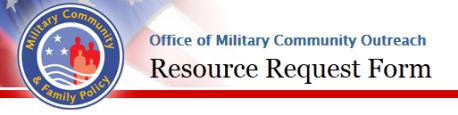 Military Community
& Family Policy
Office of Military Community Outreach
Resource Request Form